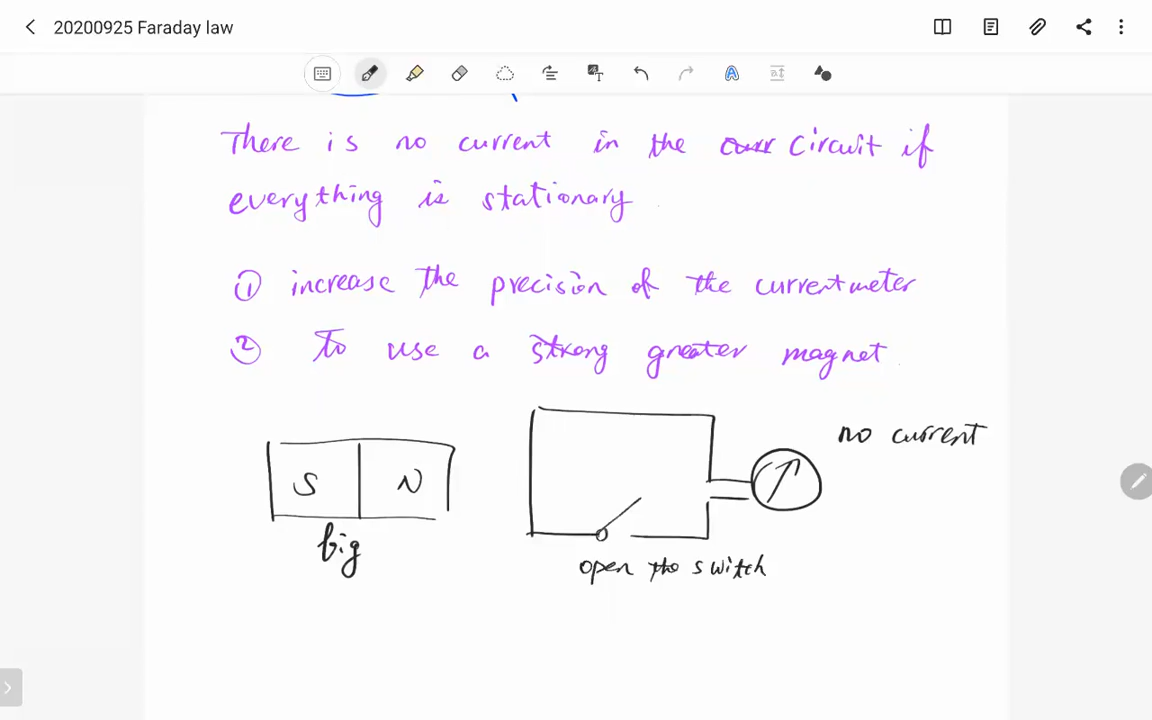 20200925 Faraday law
There is no current in the circuit if
everything is stationary
① increase the precision of the currentmeter
② To use a strong greater magnet
no current
S N
big
open the switch